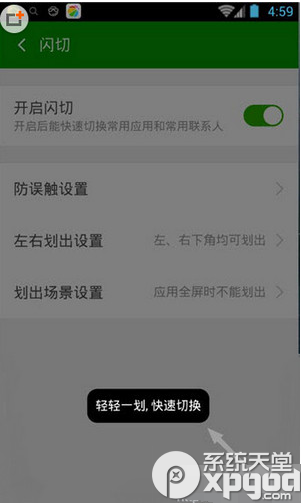 4:59
闪切
开启闪切
开启后能快速切换常用应用和常用联系人
防误触设置
左右划出设置 左、右下角均可划出
划出场景设置 应用全屏时不能划出
轻轻一划, 快速切换
系统天堂
xpgod